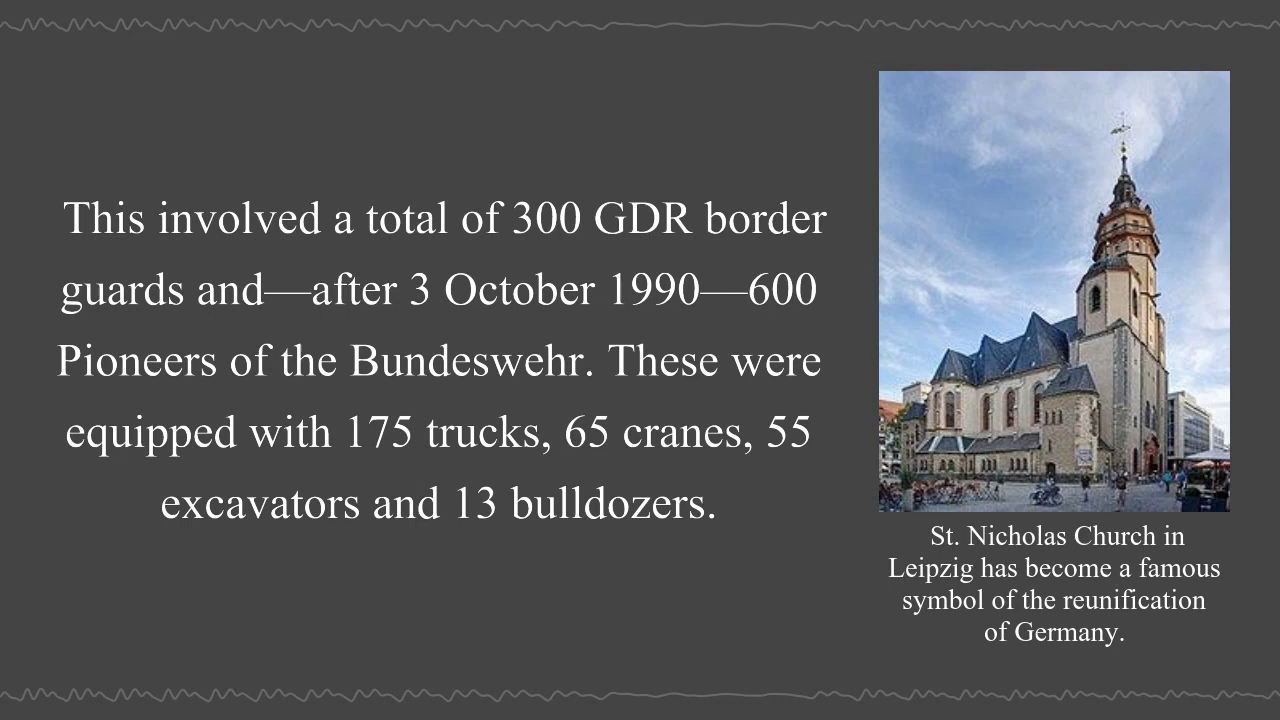 This involved a total of 300 GDR border
guards and—after 3 October 1990—600
Pioneers of the Bundeswehr. These were
equipped with 175 trucks, 65 cranes, 55
excavators and 13 bulldozers.
St. Nicholas Church in
Leipzig has become a famous
symbol of the reunification
of Germany.